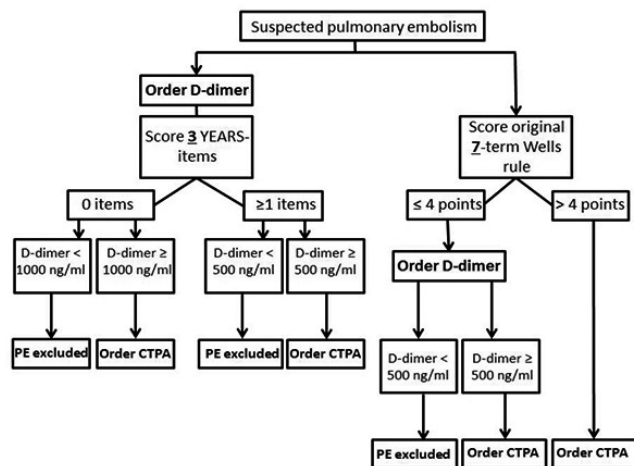 Suspected pulmonary embolism
Order D-dimer
Score 3 YEARS-
items
0 items
≥1 items
D-dimer <
1000 ng/ml
D-dimer ≥
1000 ng/ml
D-dimer <
500 ng/ml
D-dimer ≥
500 ng/ml
PE excluded
Order CTPA
PE excluded
Order CTPA
Score original
7-term Wells
rule
≤ 4 points
> 4 points
Order D-dimer
D-dimer <
500 ng/ml
D-dimer ≥
500 ng/ml
PE excluded
Order CTPA
Order CTPA